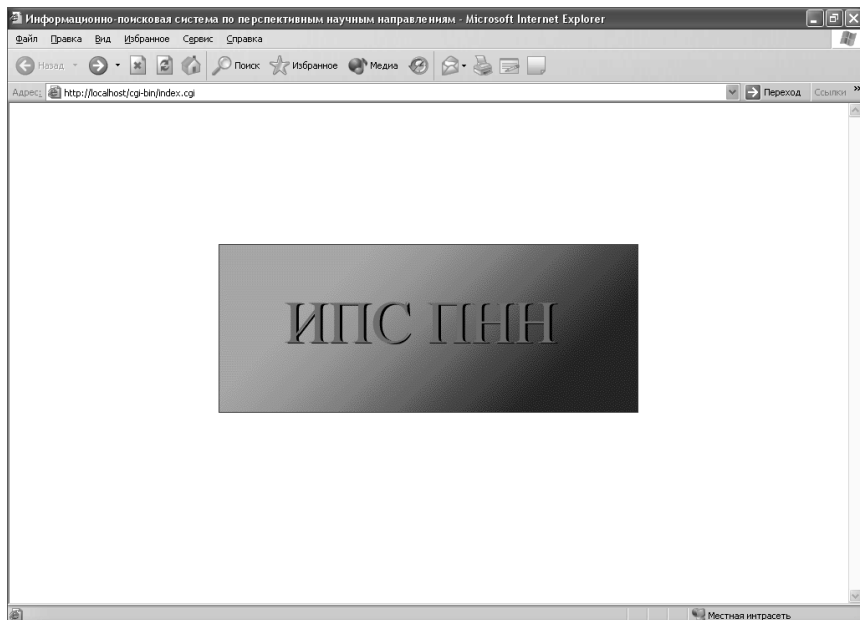 Информационно-поисковая система по перспективным научным направлениям - Microsoft Internet Explorer
Файл Правка Вид Избранное Сервис Справка
Назад Поиск Избранное Медиа
Адрес: http://localhost/cgi-bin/index.cgi Переход Ссылки »
ИПС ПНН
Местная интрасеть